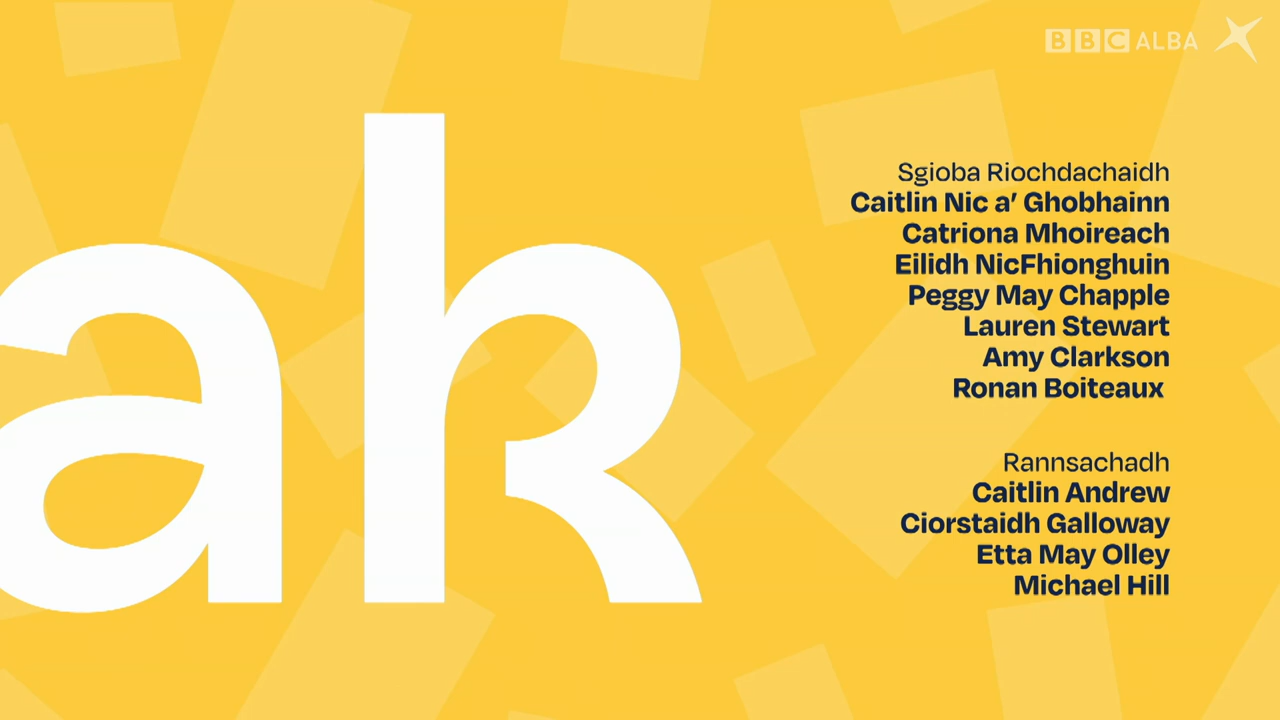 BBC ALBA
ak
Sgioba Riochdachaidh
Caitlin Nic a’ Ghobhainn
Catriona Mhoireach
Eilidh NicFhionghuin
Peggy May Chapple
Lauren Stewart
Amy Clarkson
Ronan Boiteaux
Rannsachadh
Caitlin Andrew
Ciorstaidh Galloway
Etta May Olley
Michael Hill